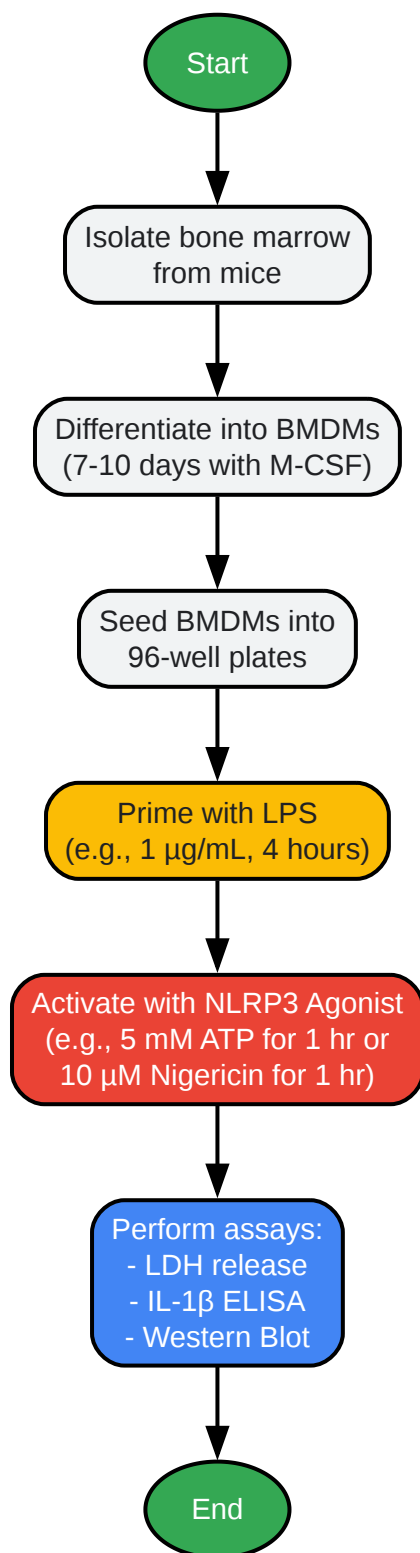 Start
Isolate bone marrow
from mice
Differentiate into BMDMs
(7-10 days with M-CSF)
Seed BMDMs into
96-well plates
Prime with LPS
(e.g., 1 µg/mL, 4 hours)
Activate with NLRP3 Agonist
(e.g., 5 mM ATP for 1 hr or
10 µM Nigericin for 1 hr)
Perform assays:
- LDH release
- IL-1β ELISA
- Western Blot
End